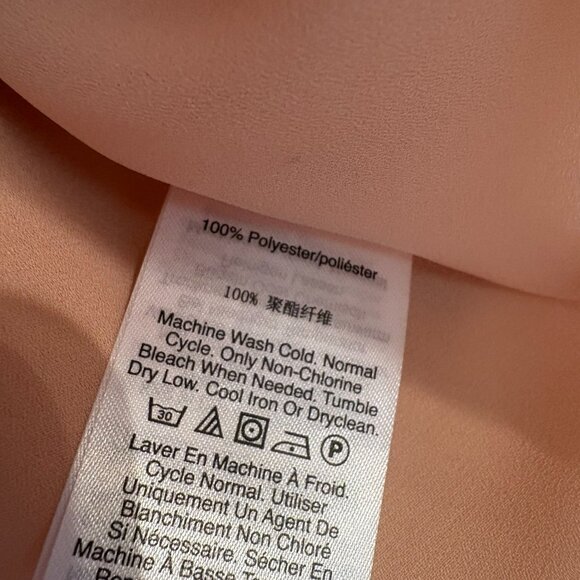 100% Polyester/poliéster
100% 聚酯纤维
Machine Wash Cold. Normal
Cycle. Only Non-Chlorine
Bleach When Needed. Tumble
Dry Low. Cool Iron Or Dryclean.
30 P
Laver En Machine À Froid.
Cycle Normal. Utiliser
Uniquement Un Agent De
Blanchiment Non Chloré
Si Nécessaire. Sécher En
Machine À Basse